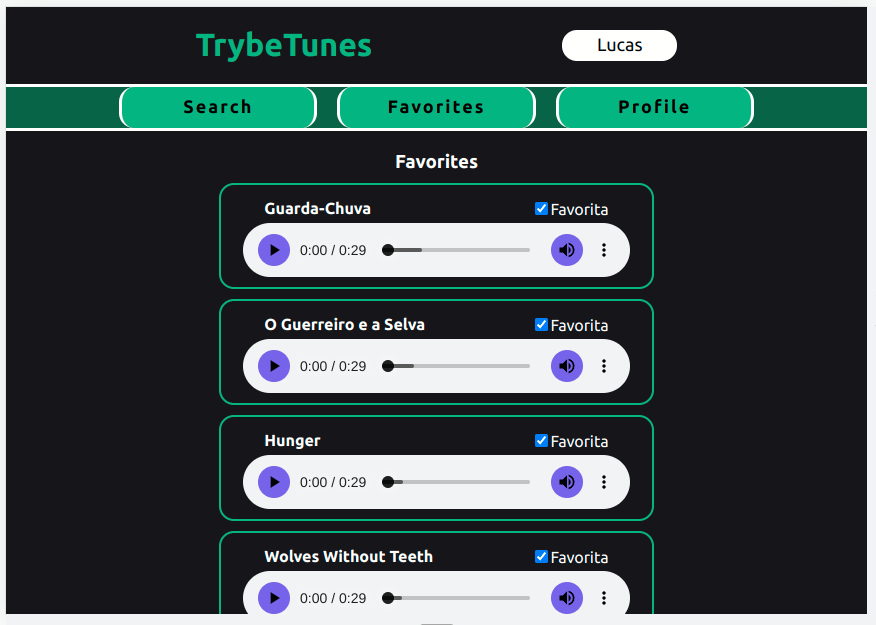 TrybeTunes
Lucas
Search
Favorites
Profile
Favorites
Guarda-Chuva
Favorita
0:00 / 0:29
O Guerreiro e a Selva
Favorita
0:00 / 0:29
Hunger
Favorita
0:00 / 0:29
Wolves Without Teeth
Favorita
0:00 / 0:29